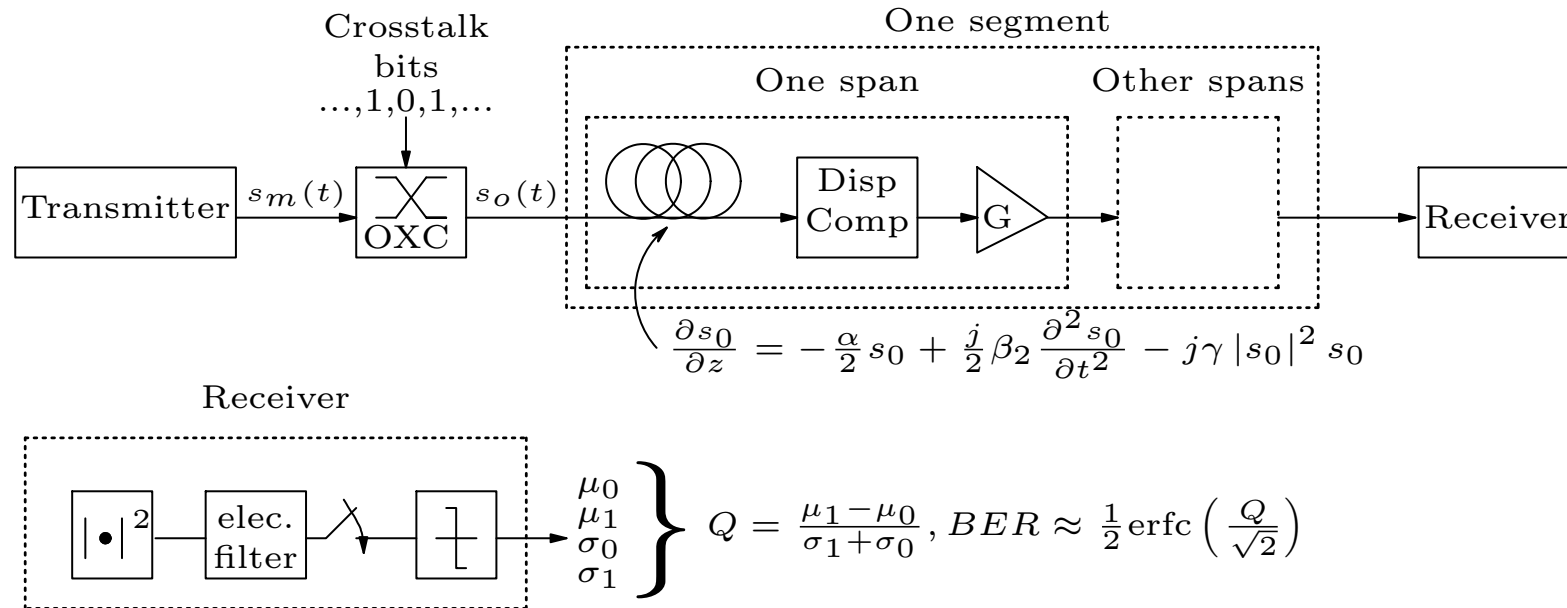 Crosstalk
bits
...,1,0,1,...
One segment
One span
Other spans
Transmitter
s_m(t)
OXC
s_o(t)
Disp
Comp
G
Receiver
∂s_0/∂z = −α/2 s_0 + j/2 β_2 ∂²s_0/∂t² − jγ |s_0|² s_0
Receiver
|•|²
elec.
filter
μ_0
μ_1
σ_0
σ_1
Q = (μ_1−μ_0)/(σ_1+σ_0), BER ≈ 1/2 erfc (Q/√2)